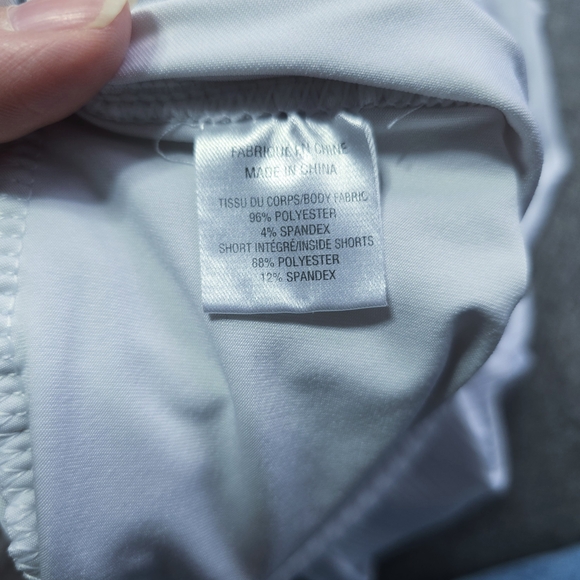 FABRIQUE EN CHINE
MADE IN CHINA
TISSU DU CORPS/BODY FABRIC
96% POLYESTER
4% SPANDEX
SHORT INTÉGRÉ/INSIDE SHORTS
88% POLYESTER
12% SPANDEX